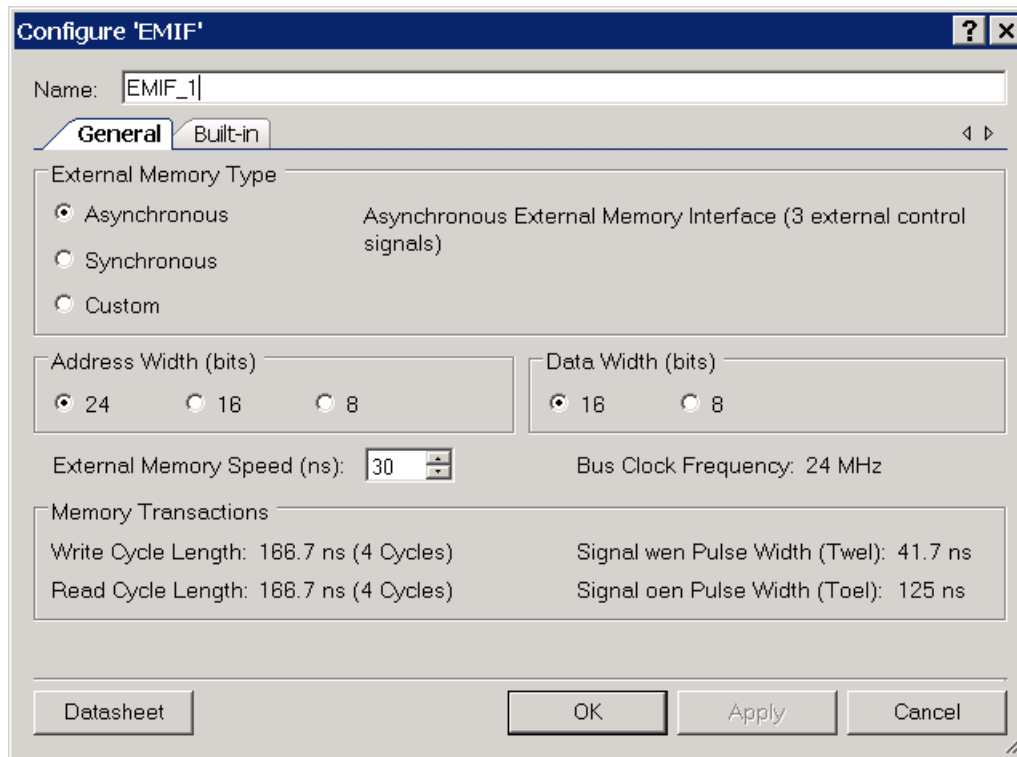 Configure 'EMIF'
Name: EMIF_1
General Built-in
External Memory Type
Asynchronous
Asynchronous External Memory Interface (3 external control
signals)
Synchronous
Custom
Address Width (bits)
Data Width (bits)
24 16 8
16 8
External Memory Speed (ns): 30
Bus Clock Frequency: 24 MHz
Memory Transactions
Write Cycle Length: 166.7 ns (4 Cycles)
Signal wen Pulse Width (Twel): 41.7 ns
Read Cycle Length: 166.7 ns (4 Cycles)
Signal oen Pulse Width (Toel): 125 ns
Datasheet OK Apply Cancel